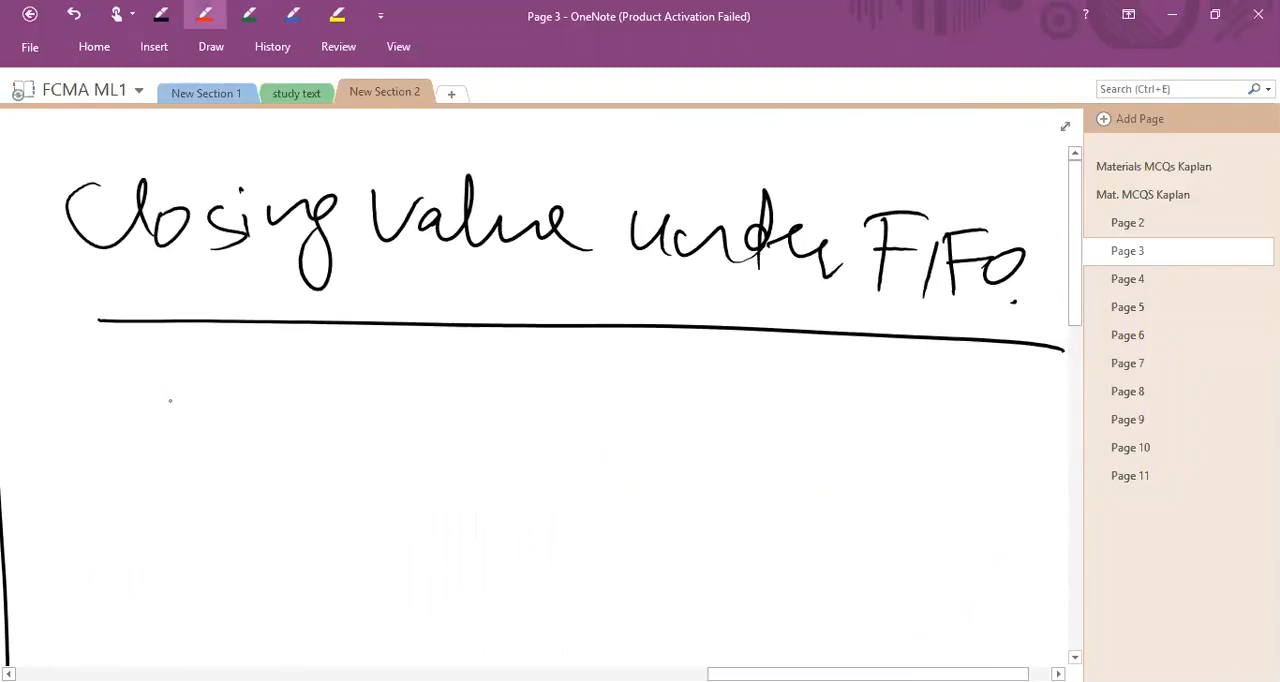 Page 3 - OneNote (Product Activation Failed)
?
File Home Insert Draw History Review View
FCMA ML1 New Section 1 study text New Section 2 +
Search (Ctrl+E)
Add Page
Materials MCQs Kaplan
Mat. MCQS Kaplan
Page 2
Page 3
Page 4
Page 5
Page 6
Page 7
Page 8
Page 9
Page 10
Page 11
Closing Value under FIFO.